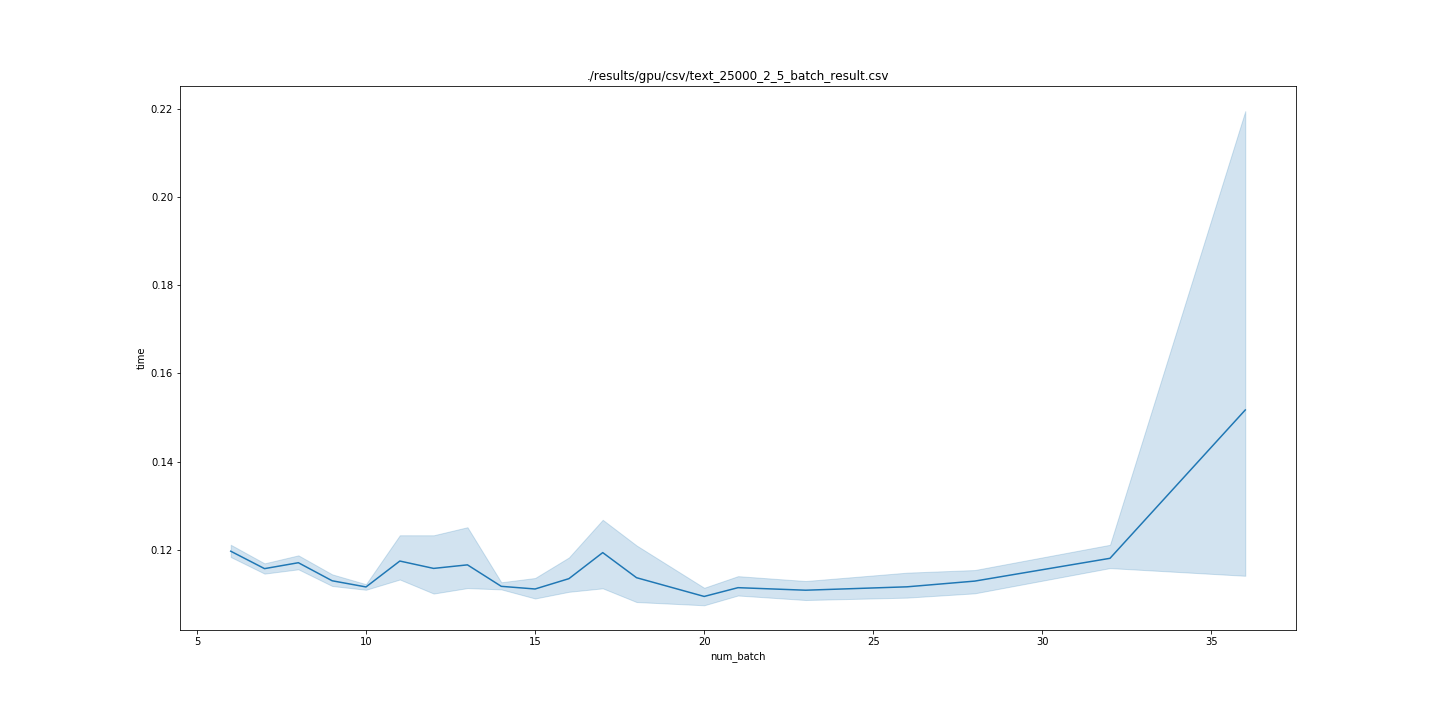 ./results/gpu/csv/text_25000_2_5_batch_result.csv
0.22
0.20
0.18
0.16
0.14
0.12
time
5 10 15 20 25 30 35
num_batch